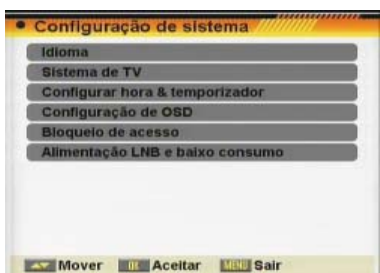 Configuração de sistema
Idioma
Sistema de TV
Configurar hora & temporizador
Configuração de OSD
Bloqueio de acesso
Alimentação LNB e baixo consumo
Mover OK Aceitar MENU Sair